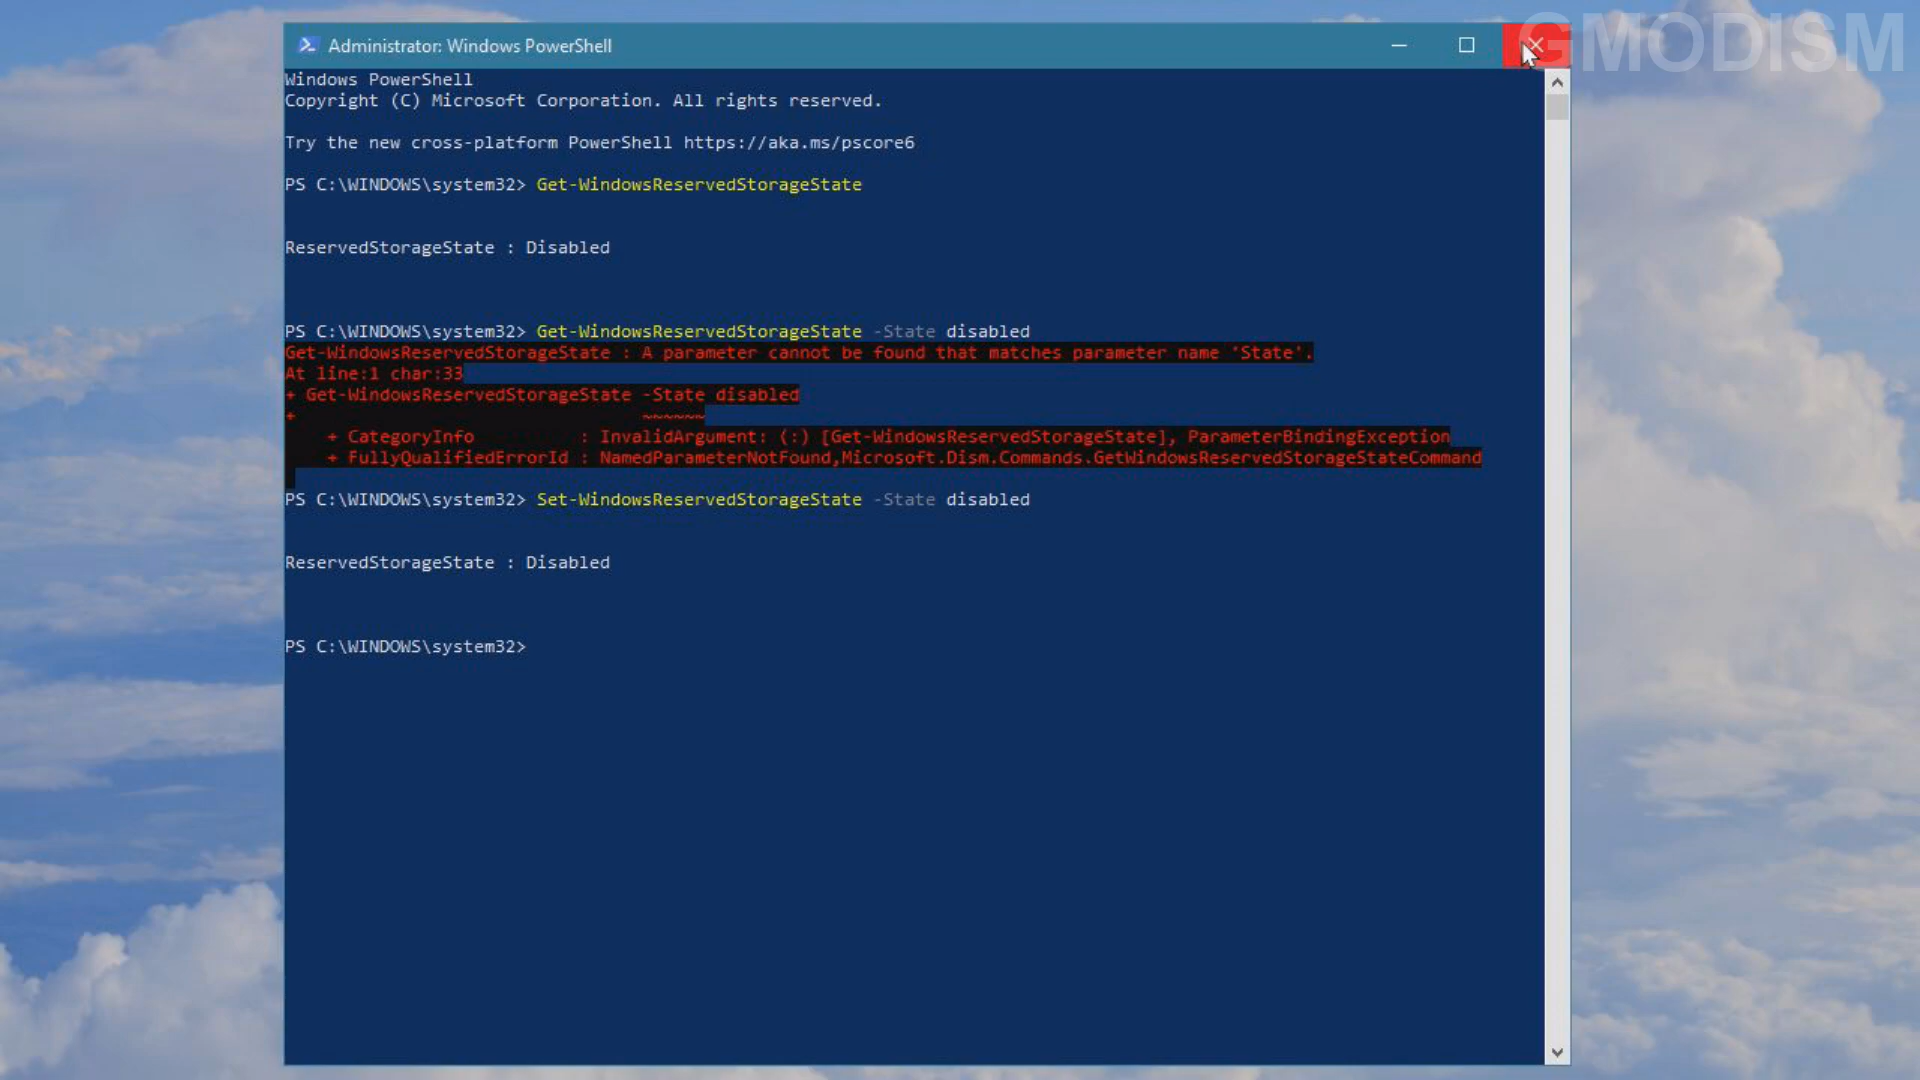 GMODISM
Administrator: Windows PowerShell
Windows PowerShell
Copyright (C) Microsoft Corporation. All rights reserved.
Try the new cross-platform PowerShell https://aka.ms/pscore6
PS C:\WINDOWS\system32> Get-WindowsReservedStorageState
ReservedStorageState : Disabled
PS C:\WINDOWS\system32> Get-WindowsReservedStorageState -State disabled
Get-WindowsReservedStorageState : A parameter cannot be found that matches parameter name 'State'.
At line:1 char:33
+ Get-WindowsReservedStorageState -State disabled
+                                 ~~~~~~
    + CategoryInfo          : InvalidArgument: (:) [Get-WindowsReservedStorageState], ParameterBindingException
    + FullyQualifiedErrorId : NamedParameterNotFound,Microsoft.Dism.Commands.GetWindowsReservedStorageStateCommand
PS C:\WINDOWS\system32> Set-WindowsReservedStorageState -State disabled
ReservedStorageState : Disabled
PS C:\WINDOWS\system32>